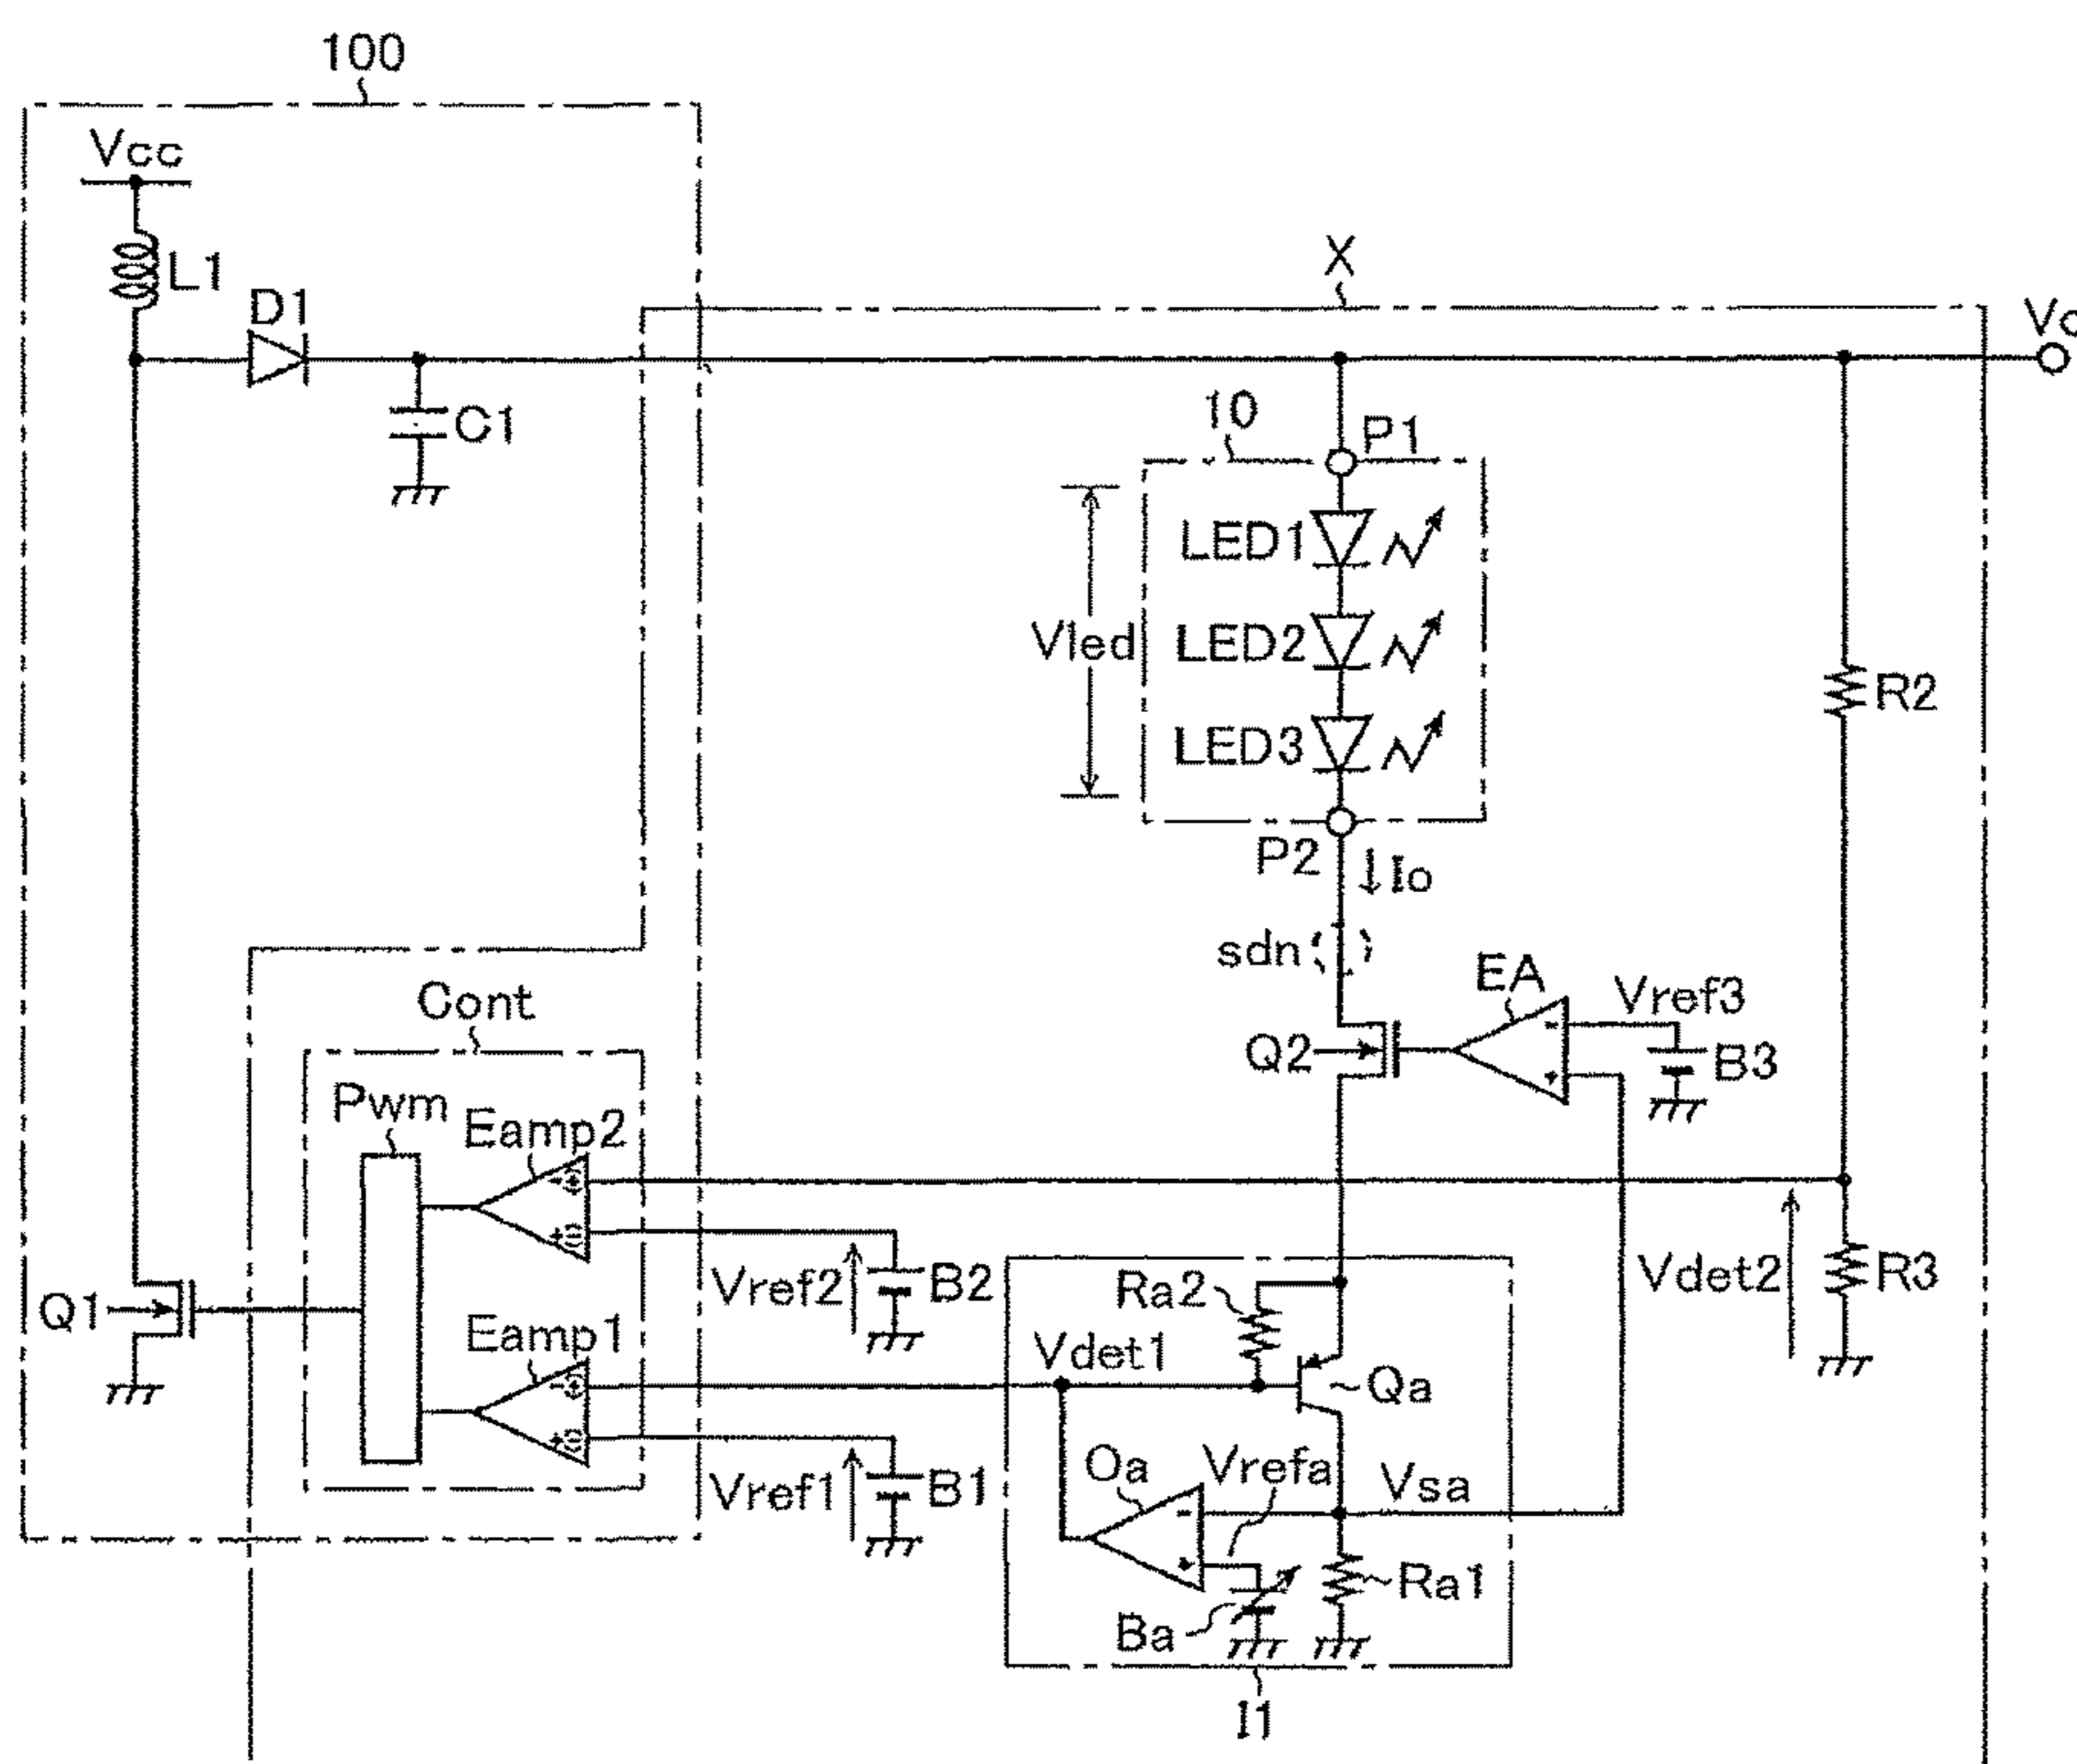 100
Vcc
L1
D1
X
C1
10
P1
LED1
Vled
LED2
R2
LED3
P2
Io
sdn
EA
Vref3
Cont
Q2
B3
Pwm
Eamp2
Vref2
B2
Ra2
Vdet2
R3
Q1
Eamp1
Vdet1
Qa
Oa
Vrefa
Vsa
Vref1
B1
Ra1
Ba
I1